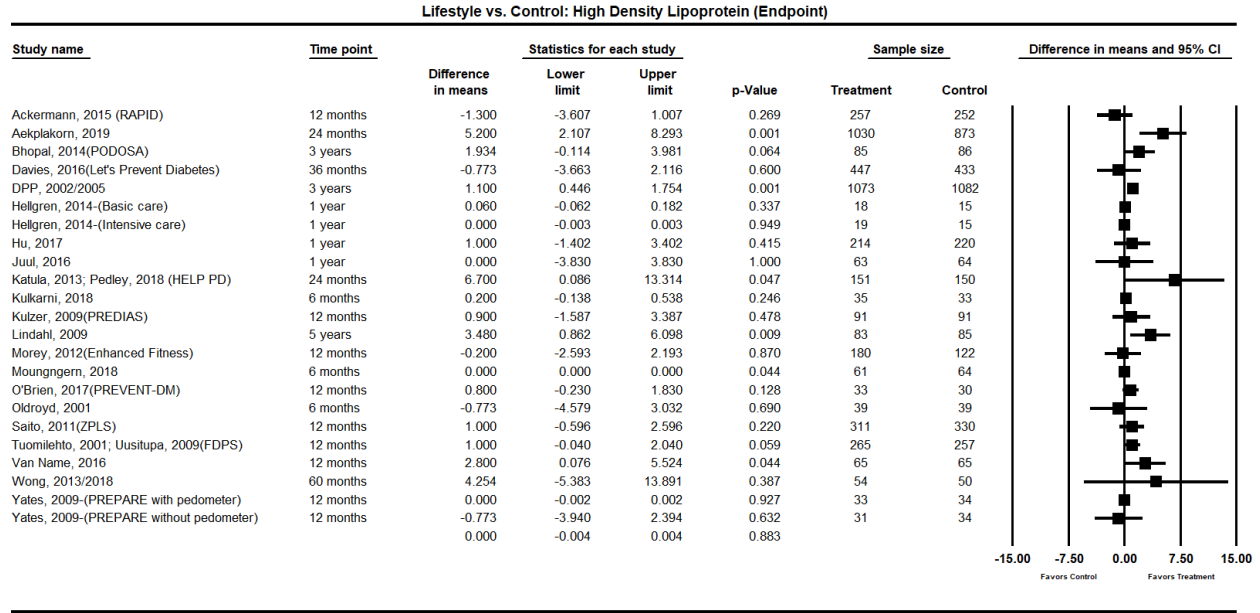 Lifestyle vs. Control: High Density Lipoprotein (Endpoint)
Study name Time point Statistics for each study Sample size Difference in means and 95% CI
Difference in means Lower limit Upper limit p-Value Treatment Control
Ackermann, 2015 (RAPID) 12 months -1.300 -3.607 1.007 0.269 257 252
Aekplakorn, 2019 24 months 5.200 2.107 8.293 0.001 1030 873
Bhopal, 2014(PODOSA) 3 years 1.934 -0.114 3.981 0.064 85 86
Davies, 2016(Let's Prevent Diabetes) 36 months -0.773 -3.663 2.116 0.600 447 433
DPP, 2002/2005 3 years 1.100 0.446 1.754 0.001 1073 1082
Hellgren, 2014-(Basic care) 1 year 0.060 -0.062 0.182 0.337 18 15
Hellgren, 2014-(Intensive care) 1 year 0.000 -0.003 0.003 0.949 19 15
Hu, 2017 1 year 1.000 -1.402 3.402 0.415 214 220
Juul, 2016 1 year 0.000 -3.830 3.830 1.000 63 64
Katula, 2013; Pedley, 2018 (HELP PD) 24 months 6.700 0.086 13.314 0.047 151 150
Kulkarni, 2018 6 months 0.200 -0.138 0.538 0.246 35 33
Kulzer, 2009(PREDIAS) 12 months 0.900 -1.587 3.387 0.478 91 91
Lindahl, 2009 5 years 3.480 0.862 6.098 0.009 83 85
Morey, 2012(Enhanced Fitness) 12 months -0.200 -2.593 2.193 0.870 180 122
Moungngern, 2018 6 months 0.000 0.000 0.000 0.044 61 64
O'Brien, 2017(PREVENT-DM) 12 months 0.800 -0.230 1.830 0.128 33 30
Oldroyd, 2001 6 months -0.773 -4.579 3.032 0.690 39 39
Saito, 2011(ZPLS) 12 months 1.000 -0.596 2.596 0.220 311 330
Tuomilehto, 2001; Uusitupa, 2009(FDPS) 12 months 1.000 -0.040 2.040 0.059 265 257
Van Name, 2016 12 months 2.800 0.076 5.524 0.044 65 65
Wong, 2013/2018 60 months 4.254 -5.383 13.891 0.387 54 50
Yates, 2009-(PREPARE with pedometer) 12 months 0.000 -0.002 0.002 0.927 33 34
Yates, 2009-(PREPARE without pedometer) 12 months -0.773 -3.940 2.394 0.632 31 34
0.000 -0.004 0.004 0.883
-15.00 -7.50 0.00 7.50 15.00
Favors Control Favors Treatment